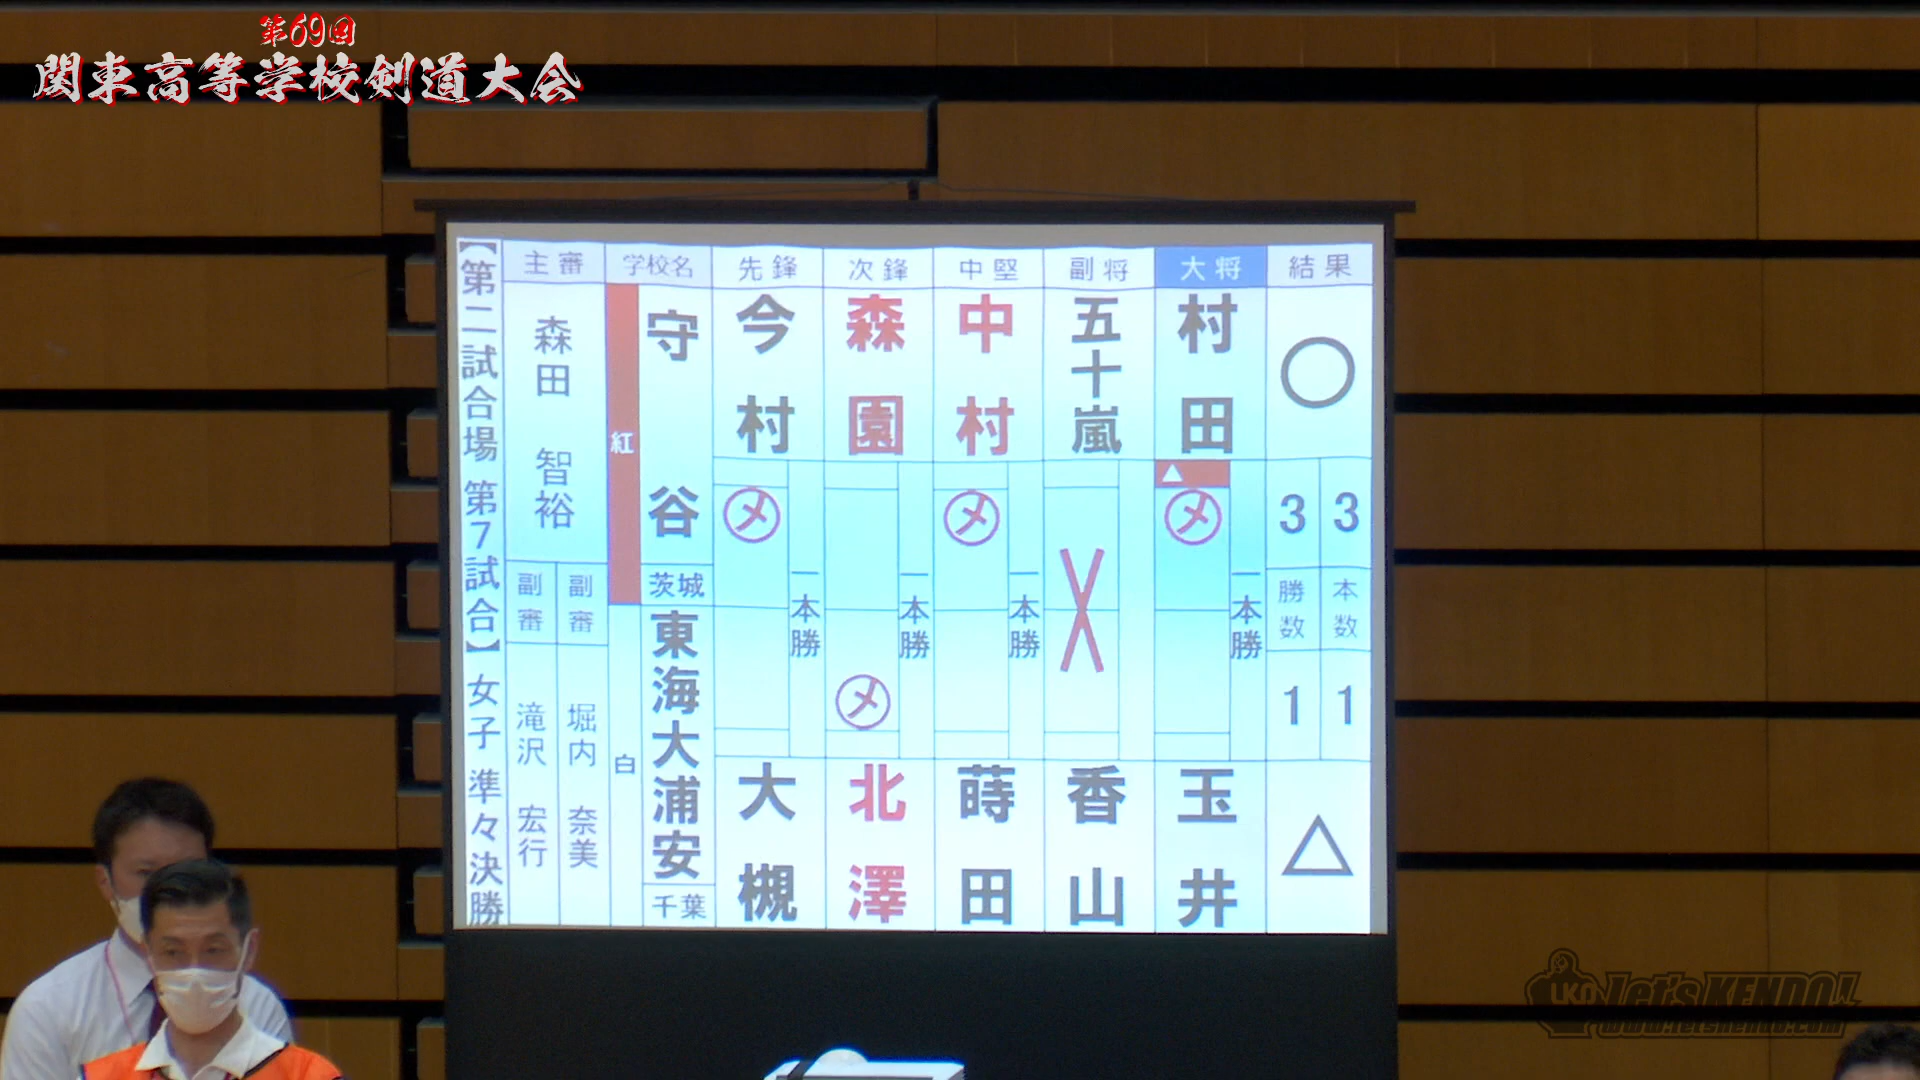 第69回
関東高等学校剣道大会
【第二試合場 第7試合】女子 準々決勝
主審 学校名 先鋒 次鋒 中堅 副将 大将 結果
森田 智裕
副審 副審
滝沢 宏行
堀内 奈美
紅 守谷 茨城
今村 森園 中村 五十嵐 村田 ○
△
メ メ メ
3 3
一本勝 一本勝 一本勝 一本勝
勝数 本数
メ
1 1
白 東海大浦安 千葉
大槻 北澤 蒔田 香山 玉井 △
LKO Let's KENDO!
www.letskendo.com